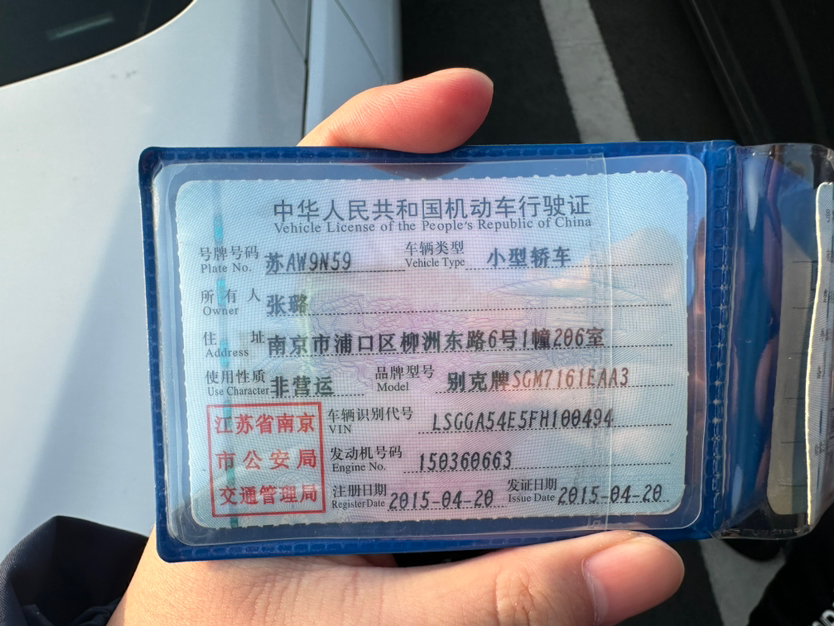 中华人民共和国机动车行驶证
Vehicle License of the People's Republic of China
号牌号码 苏AW9N59 车辆类型 小型轿车
Plate No. Vehicle Type
所有人 张璐
Owner
住址 南京市浦口区柳洲东路6号1幢206室
Address
使用性质 非营运 品牌型号 别克牌SGM7161EAA3
Use Character Model
江苏省南京
市公安局
交通管理局
车辆识别代号 LSGGA54E5FH100494
VIN
发动机号码 150360663
Engine No.
注册日期 2015-04-20 发证日期 2015-04-20
Register Date Issue Date